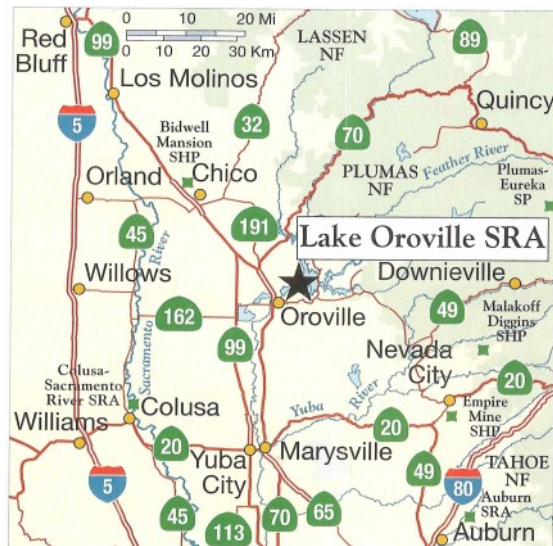 0 10 20 Mi
0 10 20 30 Km
Red
Bluff
99
Los Molinos
LASSEN
NF
89
5
Bidwell
Mansion
SHP
32
70
Quincy
Chico
Orland
PLUMAS
NF
Feather River
Plumas-
Eureka
SP
45
River
191
Lake Oroville SRA
Willows
Downieville
162
Oroville
49
Malakoff
Diggins
SHP
99
Sacramento
Nevada
City
Colusa-
Sacramento
River SRA
20
Colusa
Yuba
River
Empire
Mine
SHP
Williams
20
20
Yuba
City
Marysville
49
80
TAHOE
NF
5
45
113
70
65
Auburn
SRA
Auburn